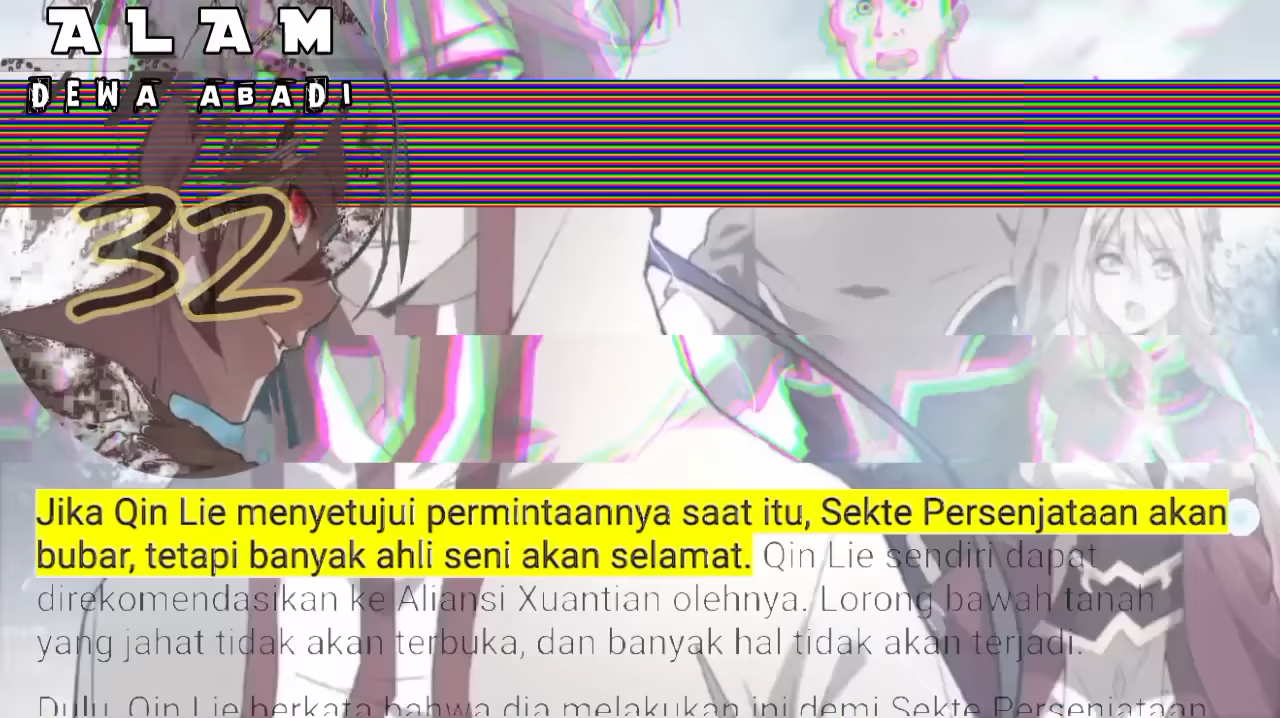 ALAM
DEWA ABADI
32
Jika Qin Lie menyetujui permintaannya saat itu, Sekte Persenjataan akan
bubar, tetapi banyak ahli seni akan selamat. Qin Lie sendiri dapat
direkomendasikan ke Aliansi Xuantian olehnya. Lorong bawah tanah
yang jahat tidak akan terbuka, dan banyak hal tidak akan terjadi.
Dulu, Qin Lie berkata bahwa dia melakukan ini demi Sekte Persenjataan